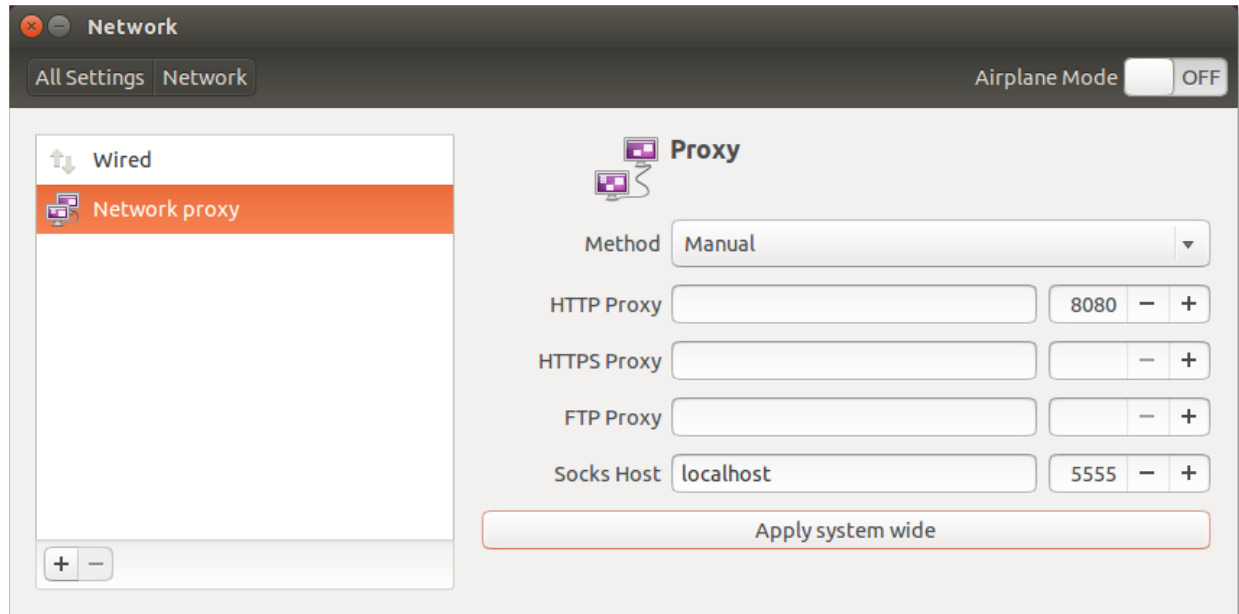 Network
All Settings Network Airplane Mode OFF
Wired
Network proxy
Proxy
Method Manual
HTTP Proxy 8080 − +
HTTPS Proxy − +
FTP Proxy − +
Socks Host localhost 5555 − +
Apply system wide
+ −